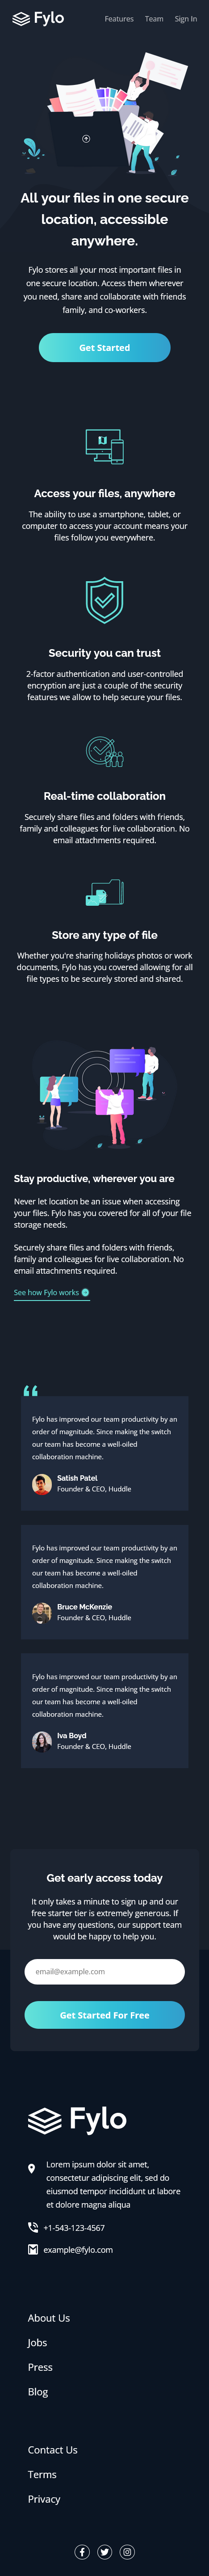 Fylo
Features Team Sign In
All your files in one secure
location, accessible
anywhere.
Fylo stores all your most important files in
one secure location. Access them wherever
you need, share and collaborate with friends
family, and co-workers.
Get Started
Access your files, anywhere
The ability to use a smartphone, tablet, or
computer to access your account means your
files follow you everywhere.
Security you can trust
2-factor authentication and user-controlled
encryption are just a couple of the security
features we allow to help secure your files.
Real-time collaboration
Securely share files and folders with friends,
family and colleagues for live collaboration. No
email attachments required.
Store any type of file
Whether you're sharing holidays photos or work
documents, Fylo has you covered allowing for all
file types to be securely stored and shared.
Stay productive, wherever you are
Never let location be an issue when accessing
your files. Fylo has you covered for all of your file
storage needs.
Securely share files and folders with friends,
family and colleagues for live collaboration. No
email attachments required.
See how Fylo works
Fylo has improved our team productivity by an
order of magnitude. Since making the switch
our team has become a well-oiled
collaboration machine.
Satish Patel
Founder & CEO, Huddle
Fylo has improved our team productivity by an
order of magnitude. Since making the switch
our team has become a well-oiled
collaboration machine.
Bruce McKenzie
Founder & CEO, Huddle
Fylo has improved our team productivity by an
order of magnitude. Since making the switch
our team has become a well-oiled
collaboration machine.
Iva Boyd
Founder & CEO, Huddle
Get early access today
It only takes a minute to sign up and our
free starter tier is extremely generous. If
you have any questions, our support team
would be happy to help you.
email@example.com
Get Started For Free
Fylo
Lorem ipsum dolor sit amet,
consectetur adipiscing elit, sed do
eiusmod tempor incididunt ut labore
et dolore magna aliqua
+1-543-123-4567
example@fylo.com
About Us
Jobs
Press
Blog
Contact Us
Terms
Privacy